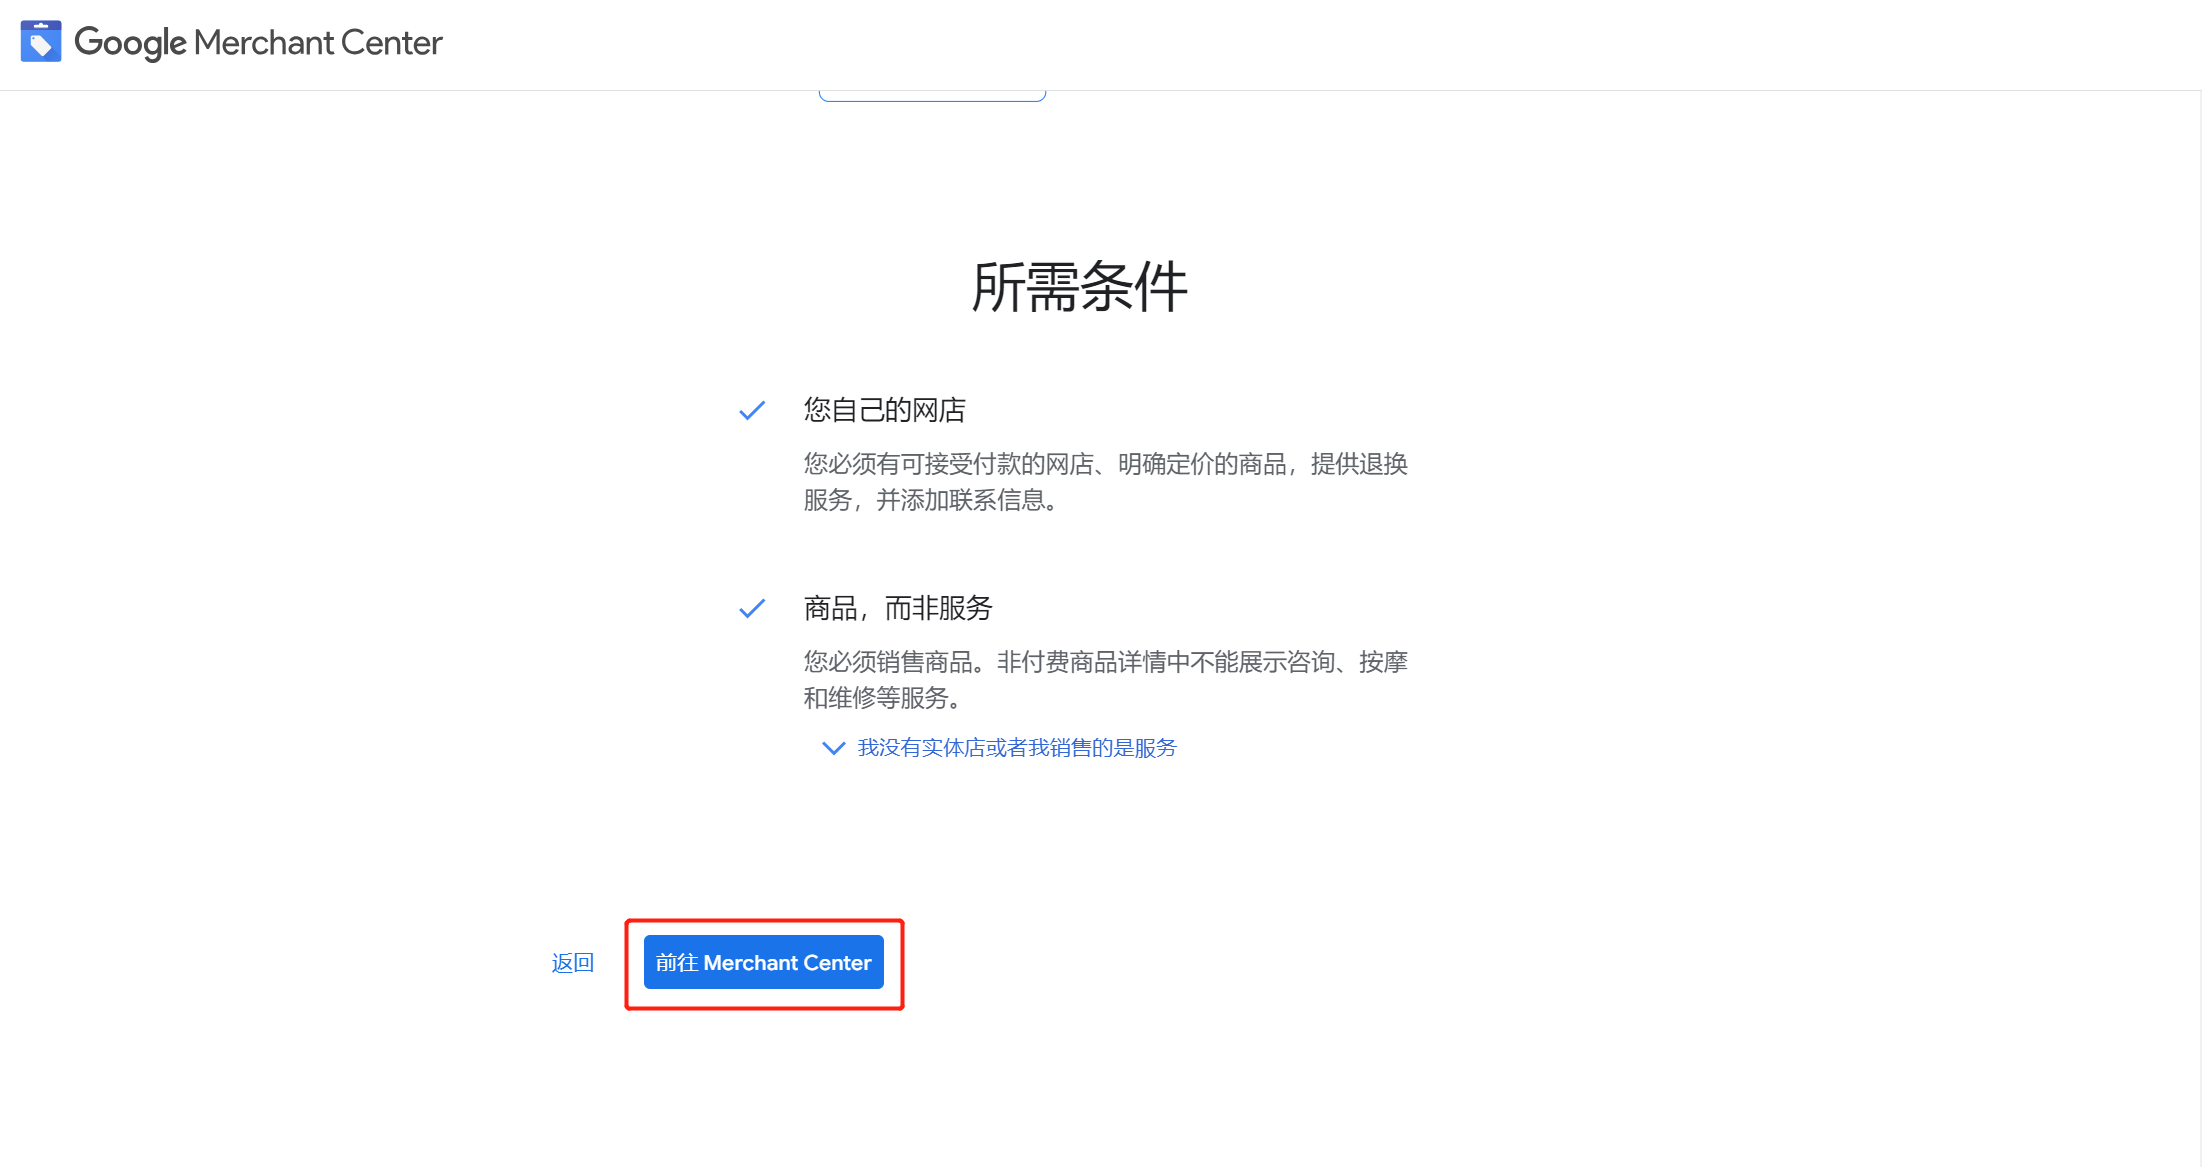 Google Merchant Center
所需条件
您自己的网店
您必须有可接受付款的网店、明确定价的商品，提供退换
服务，并添加联系信息。
商品，而非服务
您必须销售商品。非付费商品详情中不能展示咨询、按摩
和维修等服务。
我没有实体店或者我销售的是服务
返回
前往 Merchant Center